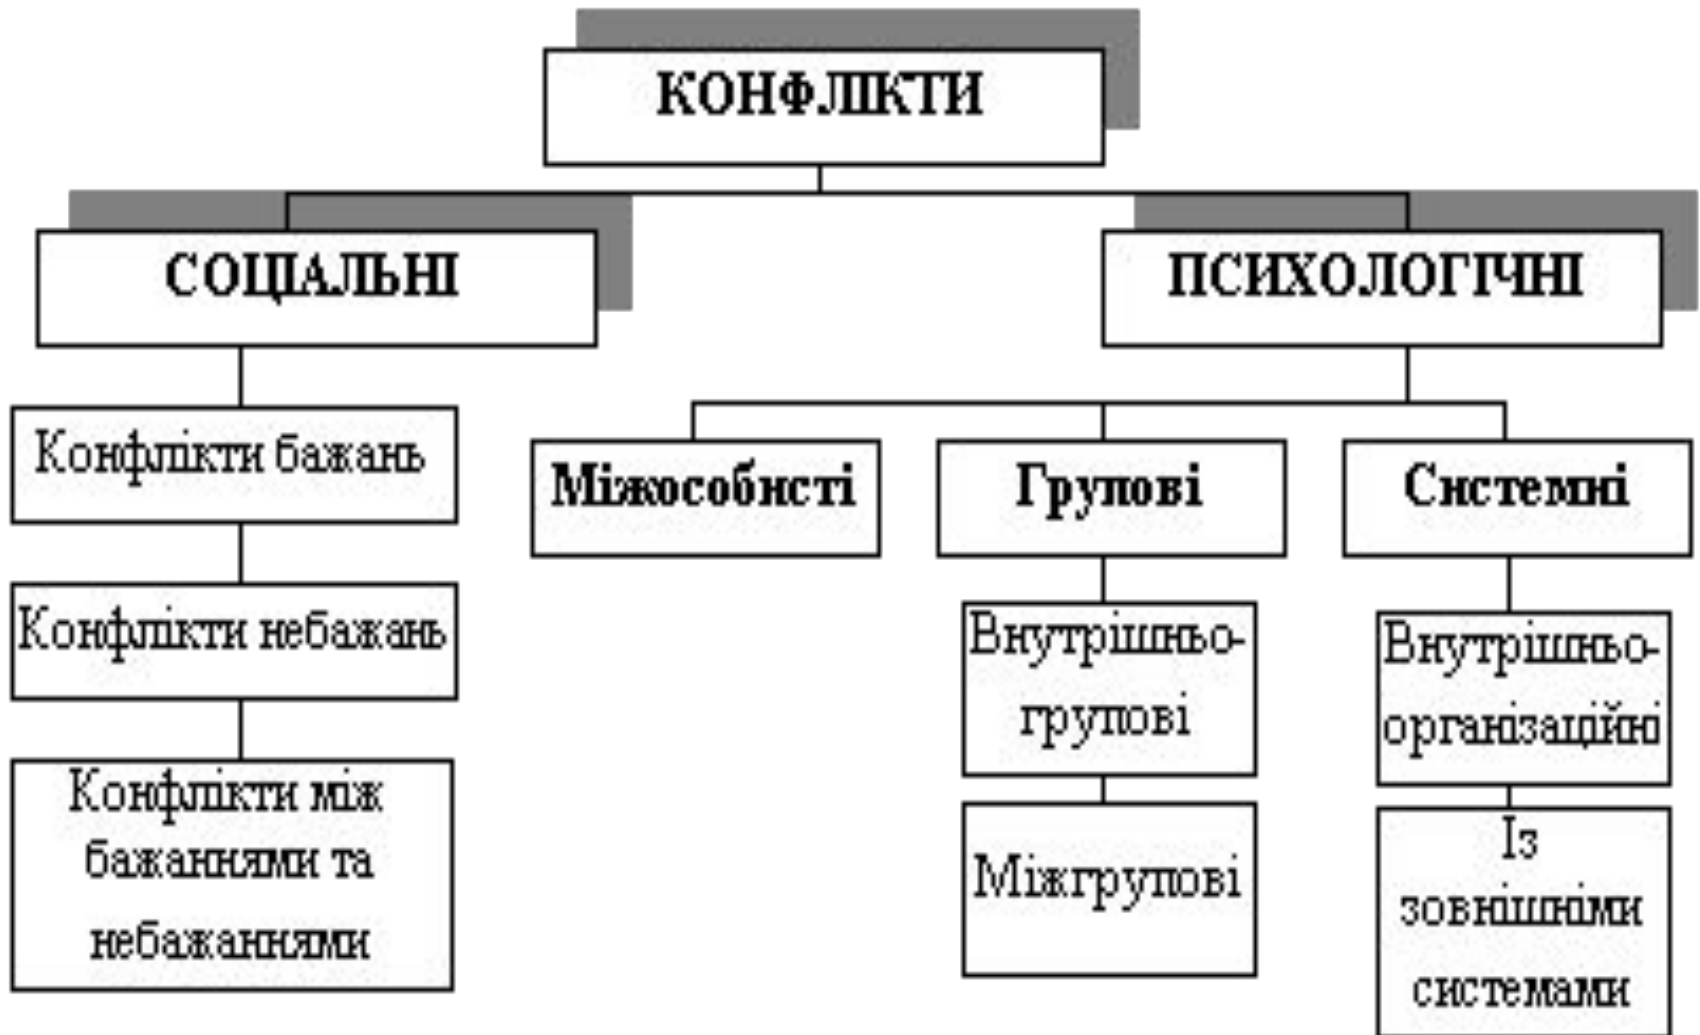 КОНФЛІКТИ
СОЦІАЛЬНІ
ПСИХОЛОГІЧНІ
Конфлікти бажань
Конфлікти небажань
Конфлікти між
бажаннями та
небажаннями
Міжособисті
Групові
Системні
Внутрішньо-
групові
Міжгрупові
Внутрішньо-
організаційні
Із
зовнішніми
системами